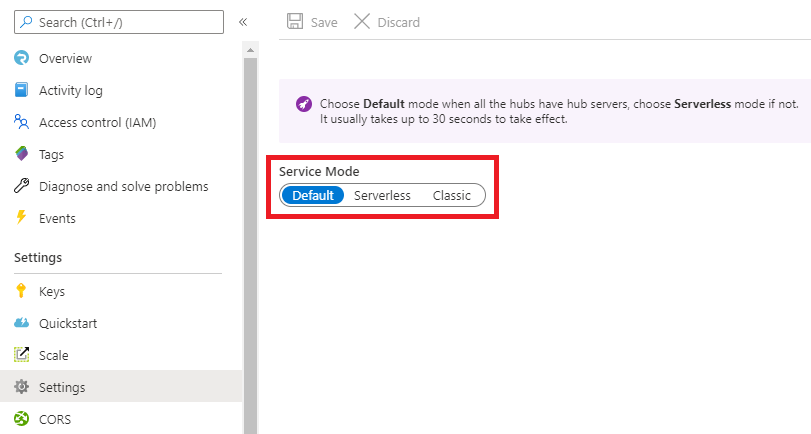 Search (Ctrl+/)
«
Overview
Activity log
Access control (IAM)
Tags
Diagnose and solve problems
Events
Settings
Keys
Quickstart
Scale
Settings
CORS
Save
Discard
Choose Default mode when all the hubs have hub servers, choose Serverless mode if not.
It usually takes up to 30 seconds to take effect.
Service Mode
Default
Serverless
Classic